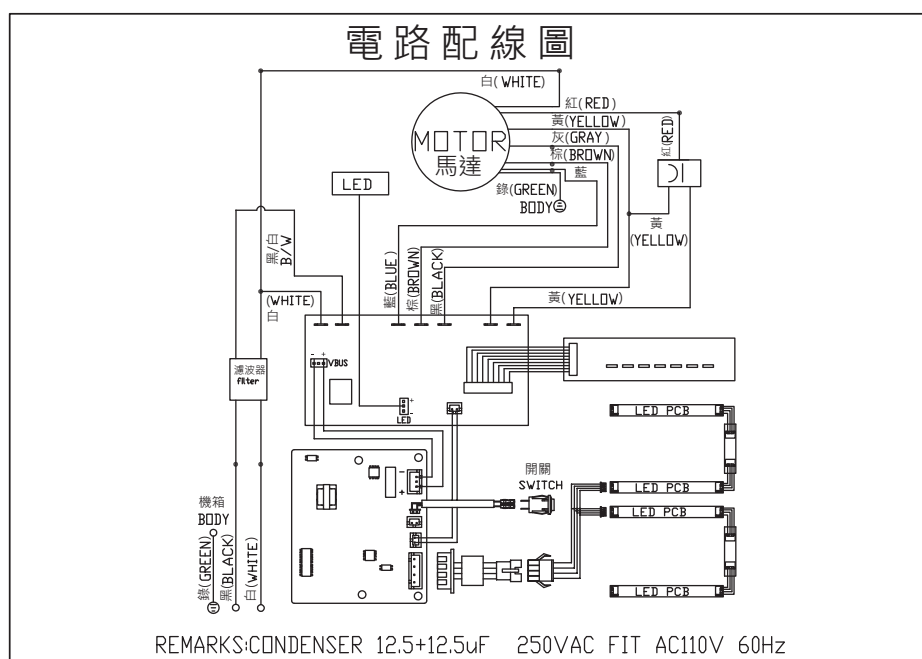 電路配線圖
白(WHITE)
紅(RED)
黃(YELLOW)
灰(GRAY)
棕(BROWN)
藍
MOTOR
馬達
紅(RED)
LED
錄(GREEN)
BODY
黃
(YELLOW)
黑/白
B/W
藍(BLUE )
棕(BROWN)
黑(BLACK)
(WHITE)
白
黃(YELLOW)
- +
VBUS
濾波器
filter
+
-
LED
LED PCB
-
+
開關
SWITCH
LED PCB
LED PCB
機箱
BODY
錄(GREEN)
黑(BLACK)
白(WHITE)
LED PCB
REMARKS:CONDENSER 12.5+12.5uF 250VAC FIT AC110V 60Hz